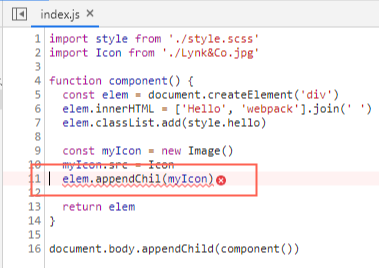 index.js ×
1 import style from './style.scss'
2 import Icon from './Lynk&Co.jpg'
3
4 function component() {
5 const elem = document.createElement('div')
6 elem.innerHTML = ['Hello', 'webpack'].join(' ')
7 elem.classList.add(style.hello)
8
9 const myIcon = new Image()
10 myIcon.src = Icon
11 elem.appendChil(myIcon)
12
13 return elem
14 }
15
16 document.body.appendChild(component())